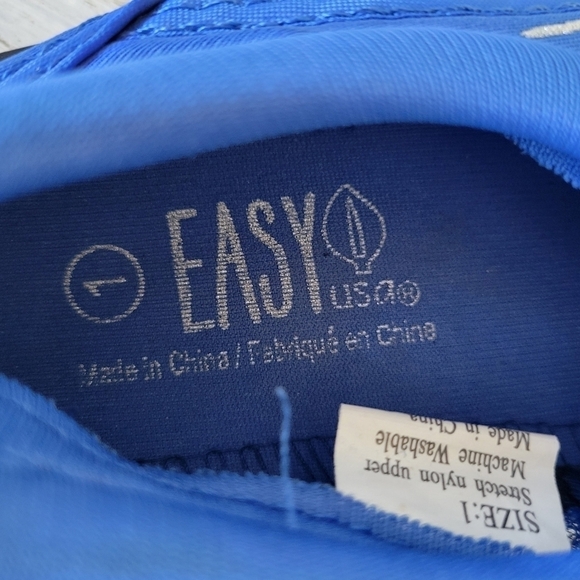 1
EASY
usa®
Made in China / Fabriqué en Chine
SIZE:1
Stretch nylon upper
Machine Washable
Made in China